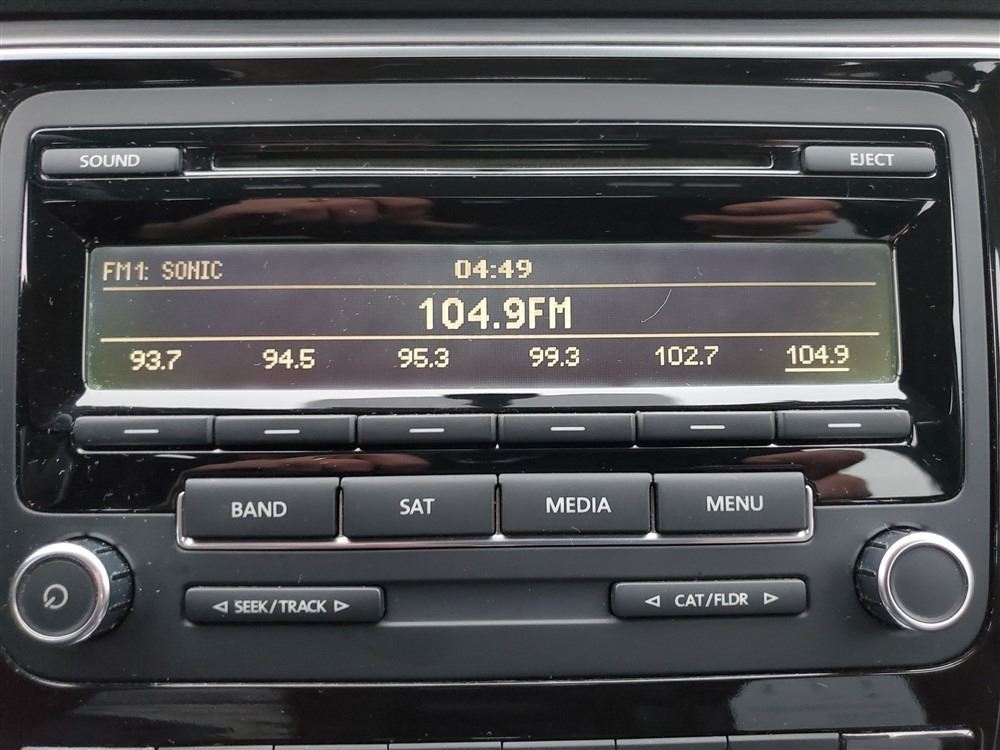 SOUND EJECT
FM1: SONIC 04:49
104.9FM
93.7 94.5 95.3 99.3 102.7 104.9
BAND SAT MEDIA MENU
SEEK/TRACK CAT/FLDR